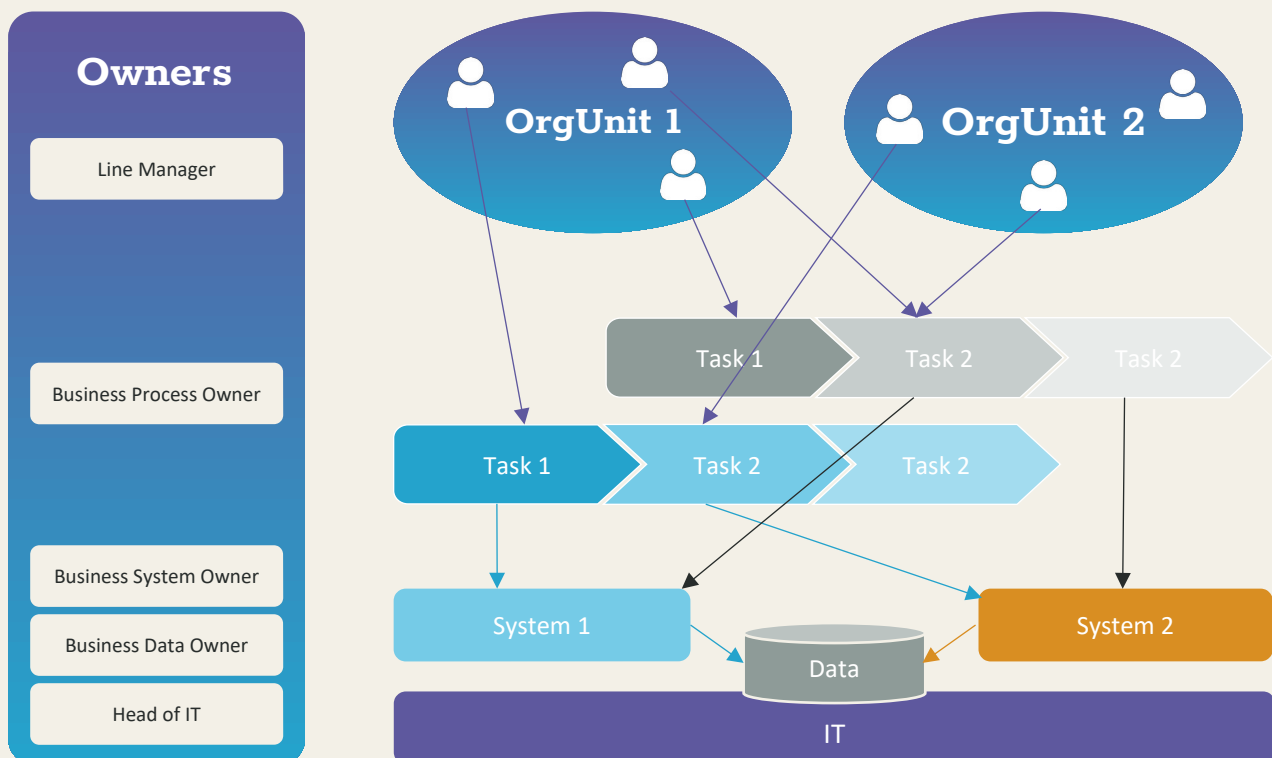 Owners
Line Manager
Business Process Owner
Business System Owner
Business Data Owner
Head of IT
OrgUnit 1
OrgUnit 2
Task 1
Task 2
Task 2
Task 1
Task 2
Task 2
System 1
System 2
Data
IT